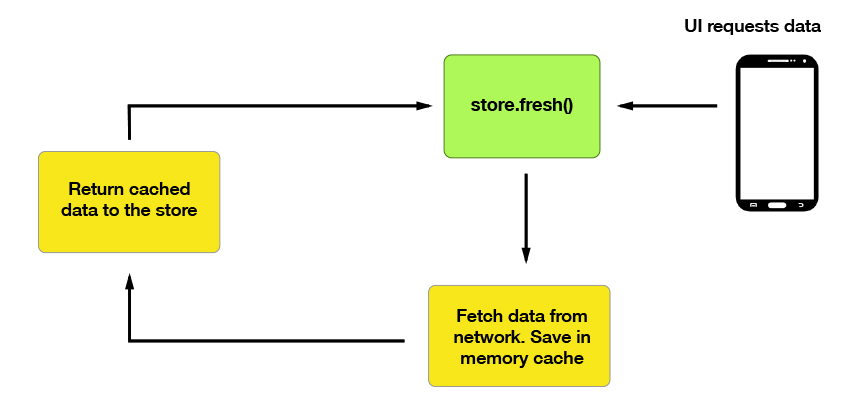 UI requests data
store.fresh()
Return cached
data to the store
Fetch data from
network. Save in
memory cache